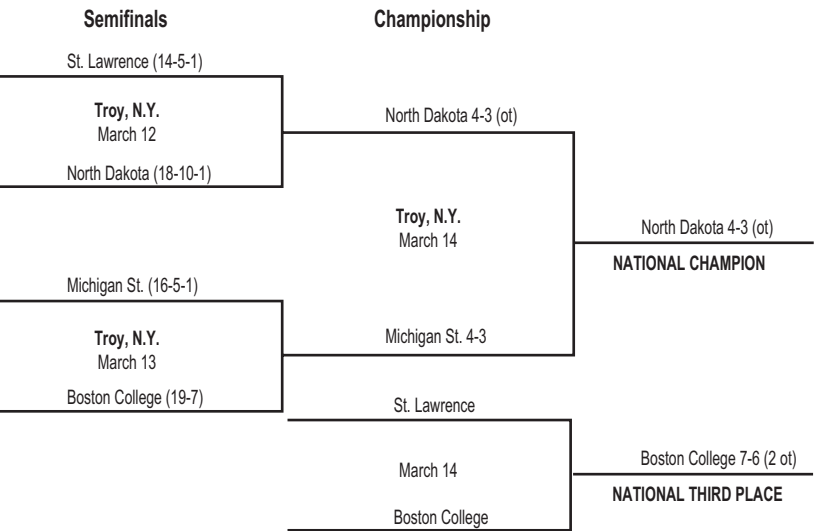 Semifinals
Championship
St. Lawrence (14-5-1)
Troy, N.Y.
March 12
North Dakota (18-10-1)
North Dakota 4-3 (ot)
Troy, N.Y.
March 14
North Dakota 4-3 (ot)
NATIONAL CHAMPION
Michigan St. (16-5-1)
Troy, N.Y.
March 13
Boston College (19-7)
Michigan St. 4-3
St. Lawrence
March 14
Boston College
Boston College 7-6 (2 ot)
NATIONAL THIRD PLACE